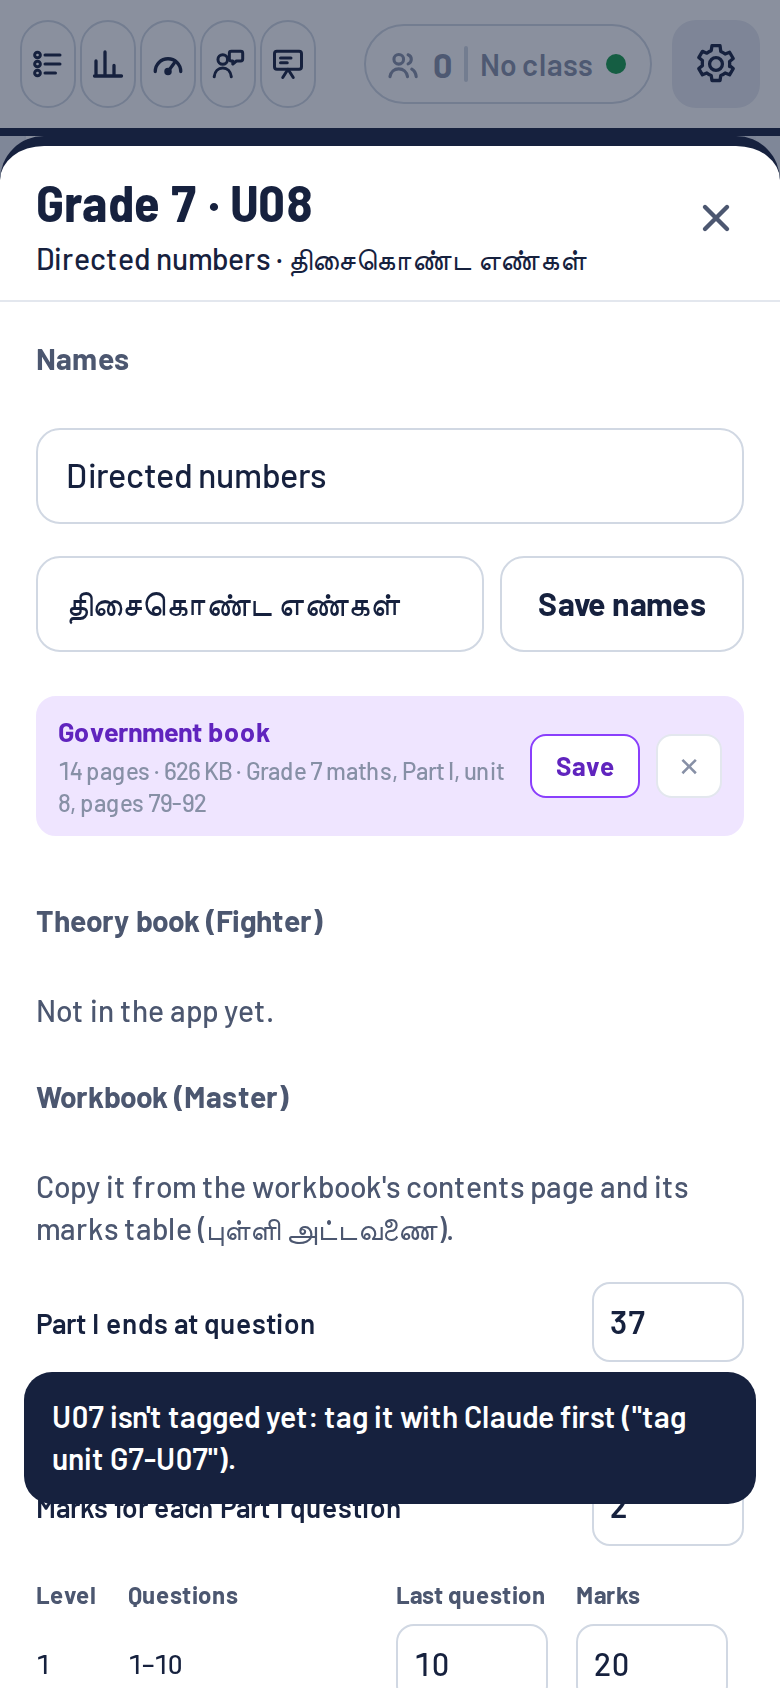 0 | No class
Grade 7 · U08
Directed numbers · திசைகொண்ட எண்கள்
Names
Directed numbers
திசைகொண்ட எண்கள்
Save names
Government book
14 pages · 626 KB · Grade 7 maths, Part I, unit
8, pages 79-92
Save
Theory book (Fighter)
Not in the app yet.
Workbook (Master)
Copy it from the workbook's contents page and its
marks table (புள்ளி அட்டவணை).
Part I ends at question
37
U07 isn't tagged yet: tag it with Claude first ("tag
unit G7-U07").
Marks for each Part I question
2
Level Questions Last question Marks
1 1–10 10 20